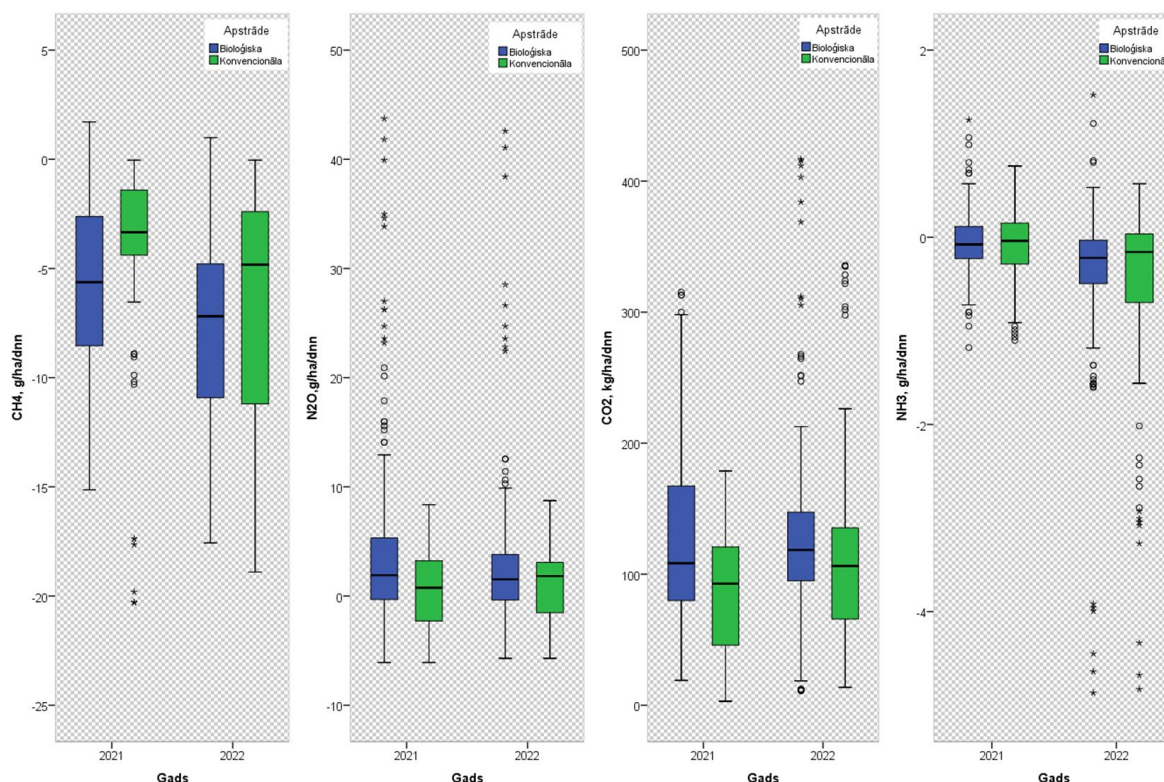 Apstrāde
Bioloģiska
Konvencionāla
5
0
-5
-10
-15
-20
-25
CH4, g/ha/dnn
2021
2022
Gads
Apstrāde
Bioloģiska
Konvencionāla
50
40
30
20
10
0
-10
N2O,g/ha/dnn
2021
2022
Gads
Apstrāde
Bioloģiska
Konvencionāla
500
400
300
200
100
0
CO2, kg/ha/dnn
2021
2022
Gads
Apstrāde
Bioloģiska
Konvencionāla
2
0
-2
-4
NH3, g/ha/dnn
2021
2022
Gads